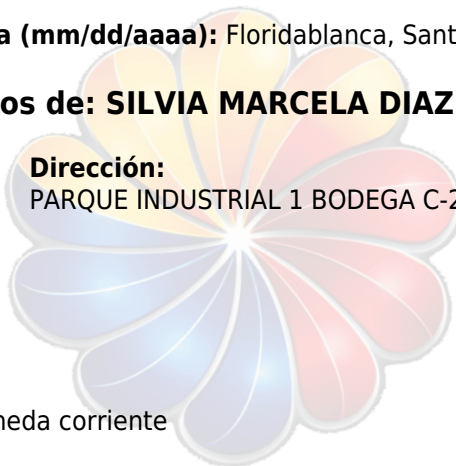 a (mm/dd/aaaa): Floridablanca, Sant
os de: SILVIA MARCELA DIAZ
Dirección:
PARQUE INDUSTRIAL 1 BODEGA C-2
neda corriente